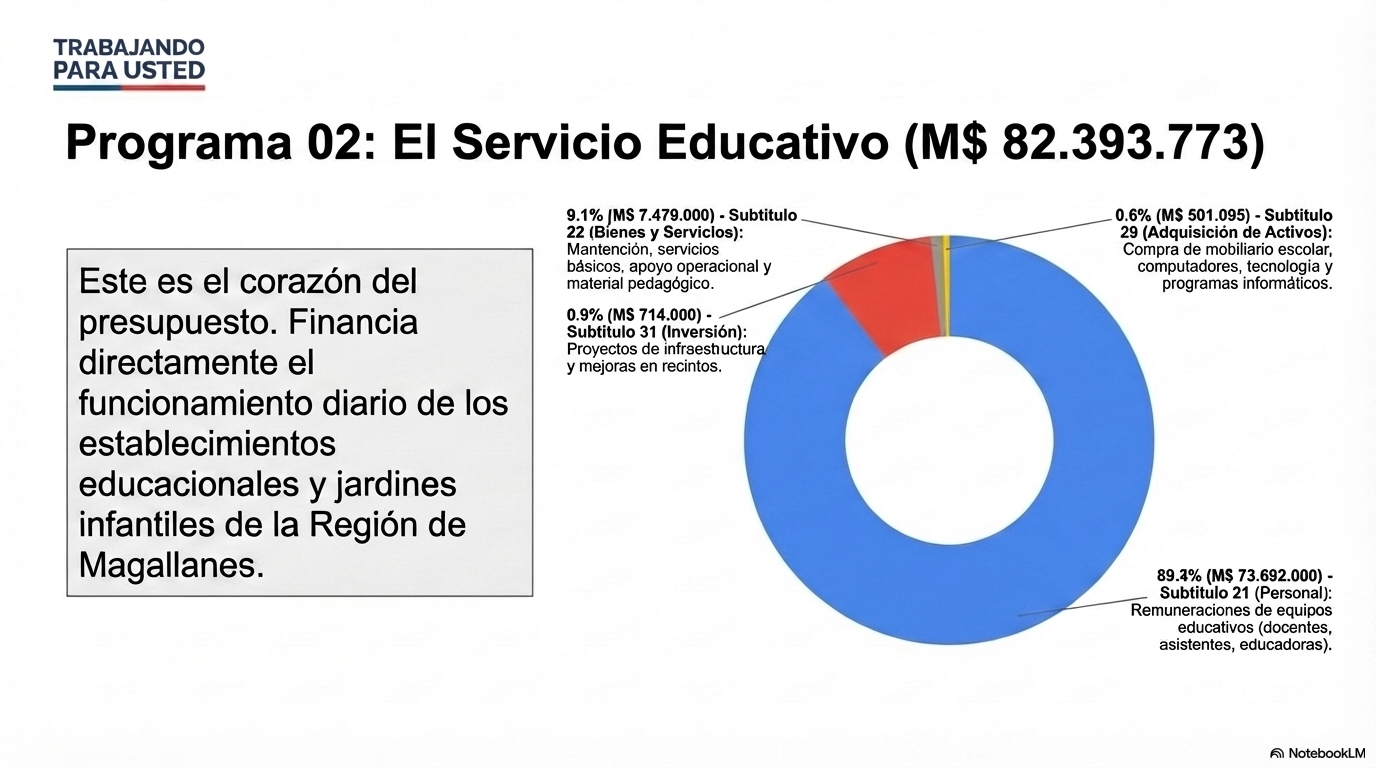 TRABAJANDO
PARA USTED
Programa 02: El Servicio Educativo (M$ 82.393.773)
Este es el corazón del
presupuesto. Financia
directamente el
funcionamiento diario de los
establecimientos
educacionales y jardines
infantiles de la Región de
Magallanes.
9.1% (M$ 7.479.000) - Subtitulo
22 (Bienes y Serviclos):
Mantención, servicios
básicos, apoyo operacional y
material pedagógico.
0.9% (M$ 714.000) -
Subtitulo 31 (Inversión):
Proyectos de infraestructura
y mejoras en recintos.
0.6% (M$ 501.095) - Subtitulo
29 (Adquisición de Activos):
Compra de mobiliario escolar,
computadores, tecnologia y
programas informáticos.
89.4% (M$ 73.692.000) -
Subtitulo 21 (Personal):
Remuneraciones de equipos
educativos (docentes,
asistentes, educadoras).
NotebookLM